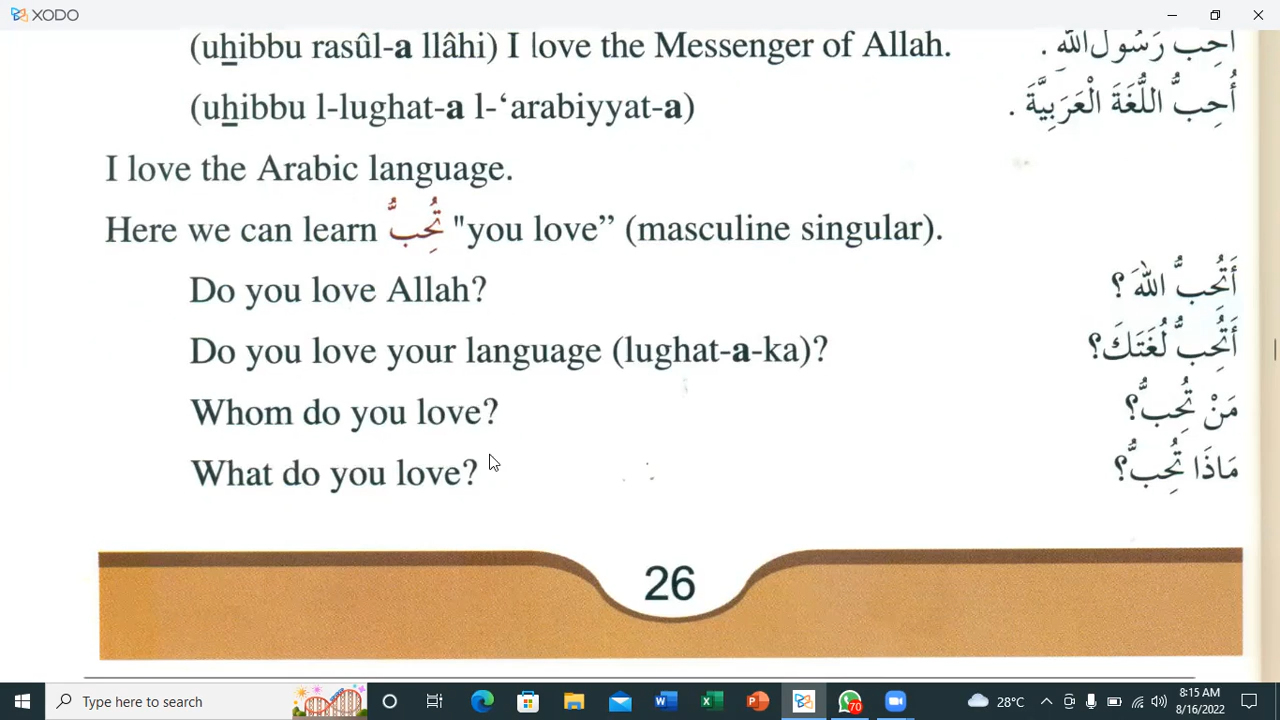 XODO
(uhibbu rasûl-a llâhi) I love the Messenger of Allah. أُحِبُّ رَسُولَ اللهِ .
(uhibbu l-lughat-a l-‘arabiyyat-a) أُحِبُّ اللُّغَةَ الْعَرَبِيَّةَ .
I love the Arabic language.
Here we can learn تُحِبُّ "you love” (masculine singular).
Do you love Allah? أَتُحِبُّ اللهَ ؟
Do you love your language (lughat-a-ka)? أَتُحِبُّ لُغَتَكَ؟
Whom do you love? مَنْ تُحِبُّ؟
What do you love? مَاذَا تُحِبُّ؟
26
Type here to search
70
28°C
8:15 AM
8/16/2022